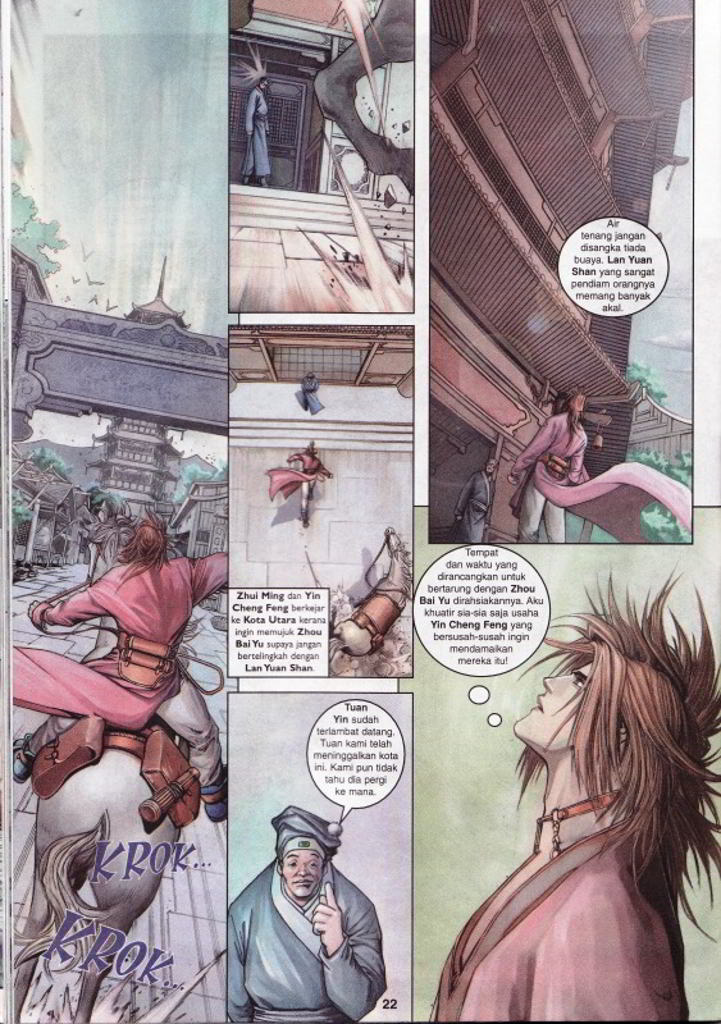 KROK...
KROK...
Zhui Ming dan Yin
Cheng Feng berkejar
ke Kota Utara kerana
ingin memujuk Zhou
Bai Yu supaya jangan
bertelingkah dengan
Lan Yuan Shan.
Tuan
Yin sudah
terlambat datang.
Tuan kami telah
meninggalkan kota
ini. Kami pun tidak
tahu dia pergi
ke mana.
Air
tenang jangan
disangka tiada
buaya. Lan Yuan
Shan yang sangat
pendiam orangnya
memang banyak
akal.
Tempat
dan waktu yang
dirancangkan untuk
bertarung dengan Zhou
Bai Yu dirahsiakannya. Aku
khuatir sia-sia saja usaha
Yin Cheng Feng yang
bersusah-susah ingin
mendamaikan
mereka itu!
22